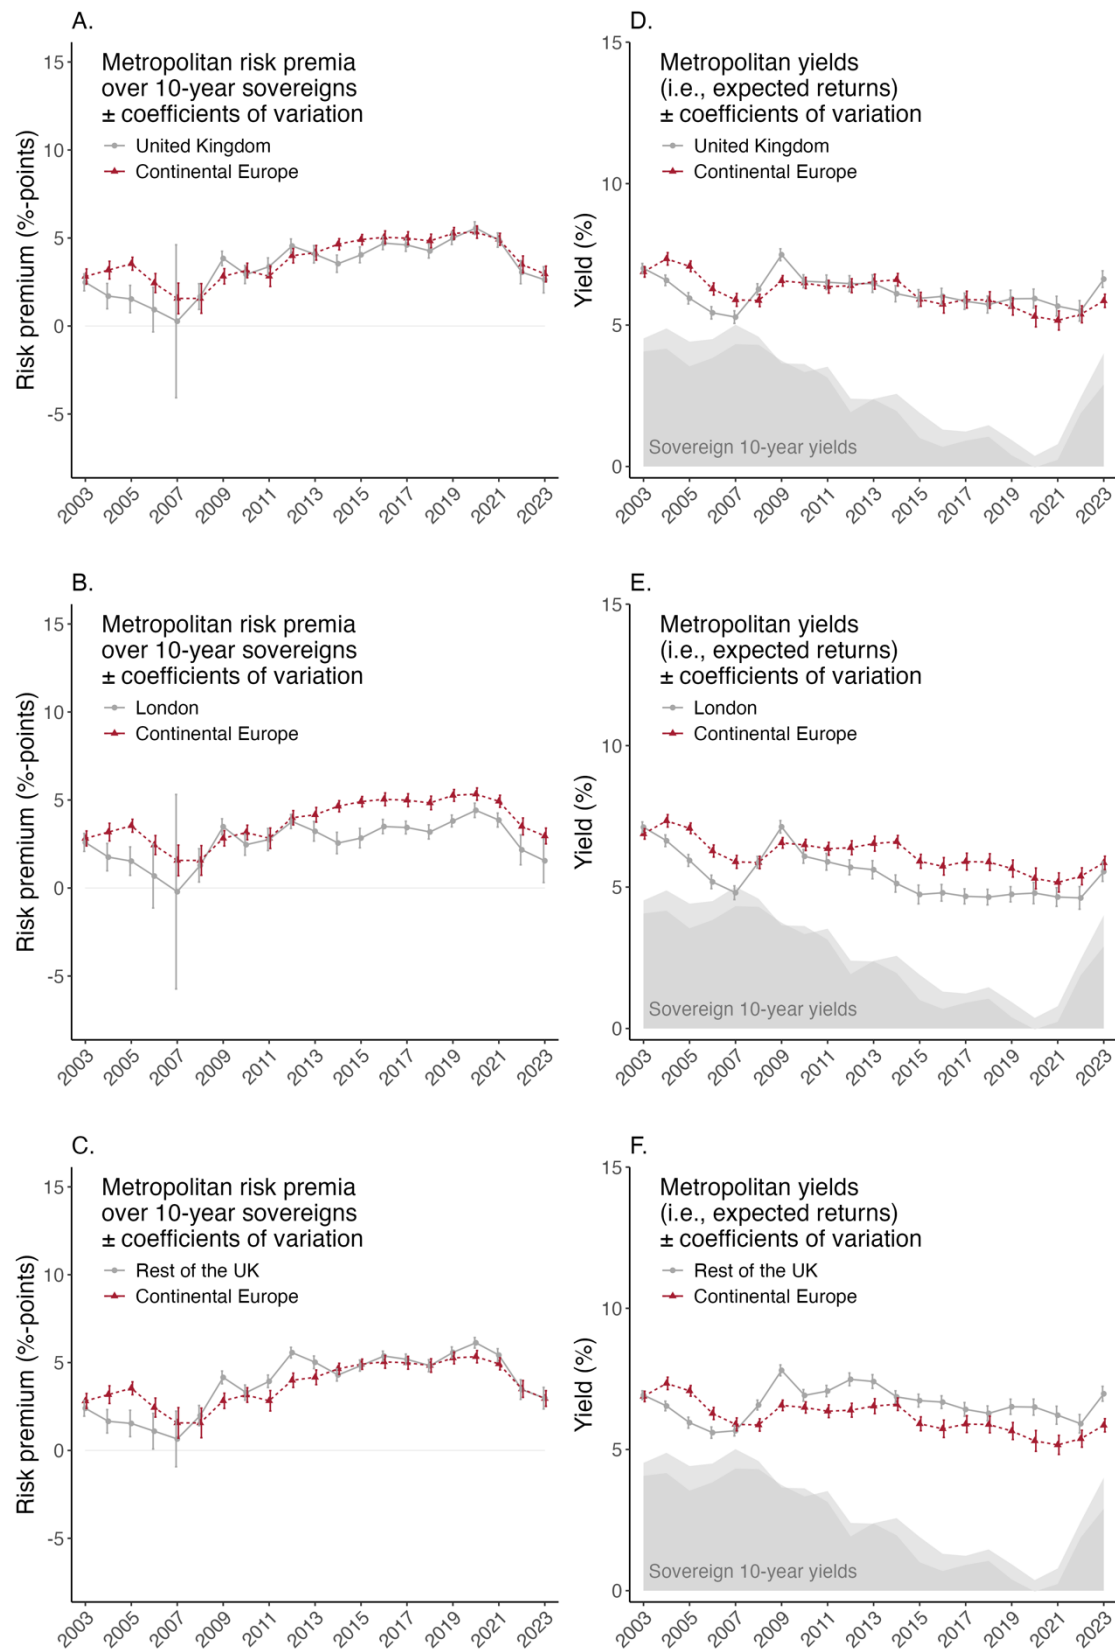 A.
Metropolitan risk premia
over 10-year sovereigns
± coefficients of variation
United Kingdom
Continental Europe
Risk premium (%-points)
15
10
5
0
-5
2003 2005 2007 2009 2011 2013 2015 2017 2019 2021 2023
D.
Metropolitan yields
(i.e., expected returns)
± coefficients of variation
United Kingdom
Continental Europe
Yield (%)
15
10
5
0
Sovereign 10-year yields
2003 2005 2007 2009 2011 2013 2015 2017 2019 2021 2023
B.
Metropolitan risk premia
over 10-year sovereigns
± coefficients of variation
London
Continental Europe
Risk premium (%-points)
15
10
5
0
-5
2003 2005 2007 2009 2011 2013 2015 2017 2019 2021 2023
E.
Metropolitan yields
(i.e., expected returns)
± coefficients of variation
London
Continental Europe
Yield (%)
15
10
5
0
Sovereign 10-year yields
2003 2005 2007 2009 2011 2013 2015 2017 2019 2021 2023
C.
Metropolitan risk premia
over 10-year sovereigns
± coefficients of variation
Rest of the UK
Continental Europe
Risk premium (%-points)
15
10
5
0
-5
2003 2005 2007 2009 2011 2013 2015 2017 2019 2021 2023
F.
Metropolitan yields
(i.e., expected returns)
± coefficients of variation
Rest of the UK
Continental Europe
Yield (%)
15
10
5
0
Sovereign 10-year yields
2003 2005 2007 2009 2011 2013 2015 2017 2019 2021 2023